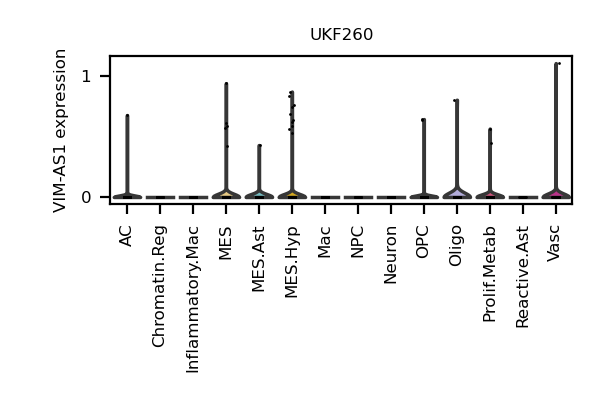 UKF260
VIM-AS1 expression
1
0
AC
Chromatin.Reg
Inflammatory.Mac
MES
MES.Ast
MES.Hyp
Mac
NPC
Neuron
OPC
Oligo
Prolif.Metab
Reactive.Ast
Vasc